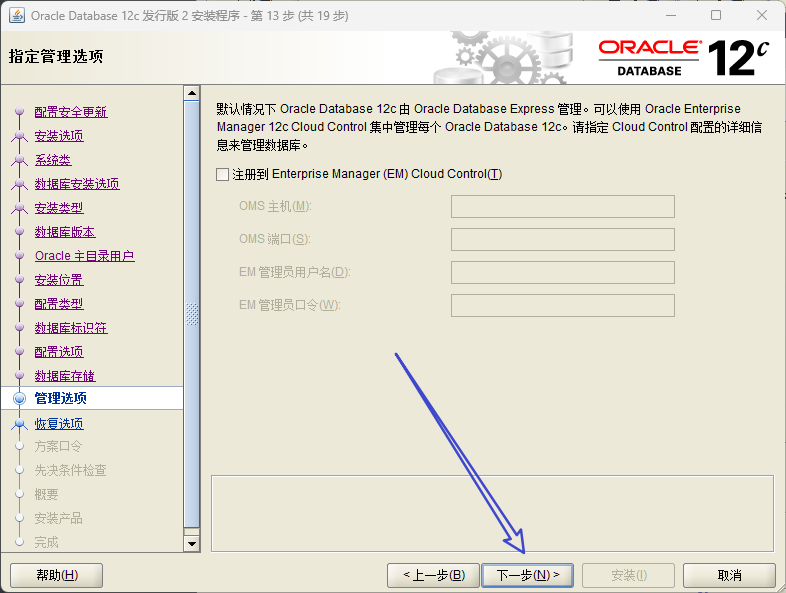 Oracle Database 12c 发行版 2 安装程序 - 第 13 步 (共 19 步)
指定管理选项
ORACLE
DATABASE
12c
配置安全更新
安装选项
系统类
数据库安装选项
安装类型
数据库版本
Oracle 主目录用户
安装位置
配置类型
数据库标识符
配置选项
数据库存储
管理选项
恢复选项
方案口令
先决条件检查
概要
安装产品
完成
默认情况下 Oracle Database 12c 由 Oracle Database Express 管理。可以使用 Oracle Enterprise
Manager 12c Cloud Control 集中管理每个 Oracle Database 12c。请指定 Cloud Control 配置的详细信
息来管理数据库。
注册到 Enterprise Manager (EM) Cloud Control(T)
OMS 主机(M):
OMS 端口(S):
EM 管理员用户名(D):
EM 管理员口令(W):
帮助(H)
< 上一步(B)
下一步(N) >
安装(I)
取消